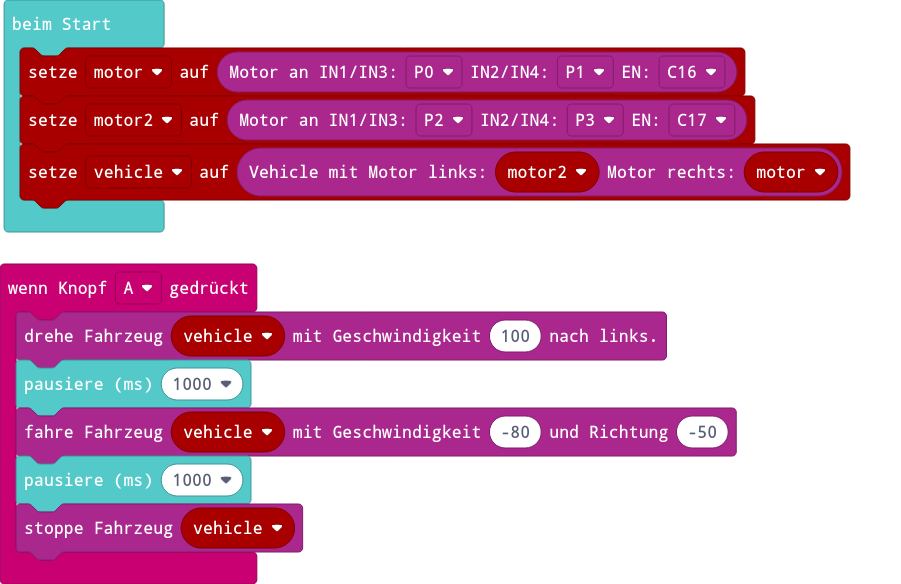 beim Start
setze motor auf Motor an IN1/IN3: P0 IN2/IN4: P1 EN: C16
setze motor2 auf Motor an IN1/IN3: P2 IN2/IN4: P3 EN: C17
setze vehicle auf Vehicle mit Motor links: motor2 Motor rechts: motor
wenn Knopf A gedrückt
drehe Fahrzeug vehicle mit Geschwindigkeit 100 nach links.
pausiere (ms) 1000
fahre Fahrzeug vehicle mit Geschwindigkeit -80 und Richtung -50
pausiere (ms) 1000
stoppe Fahrzeug vehicle